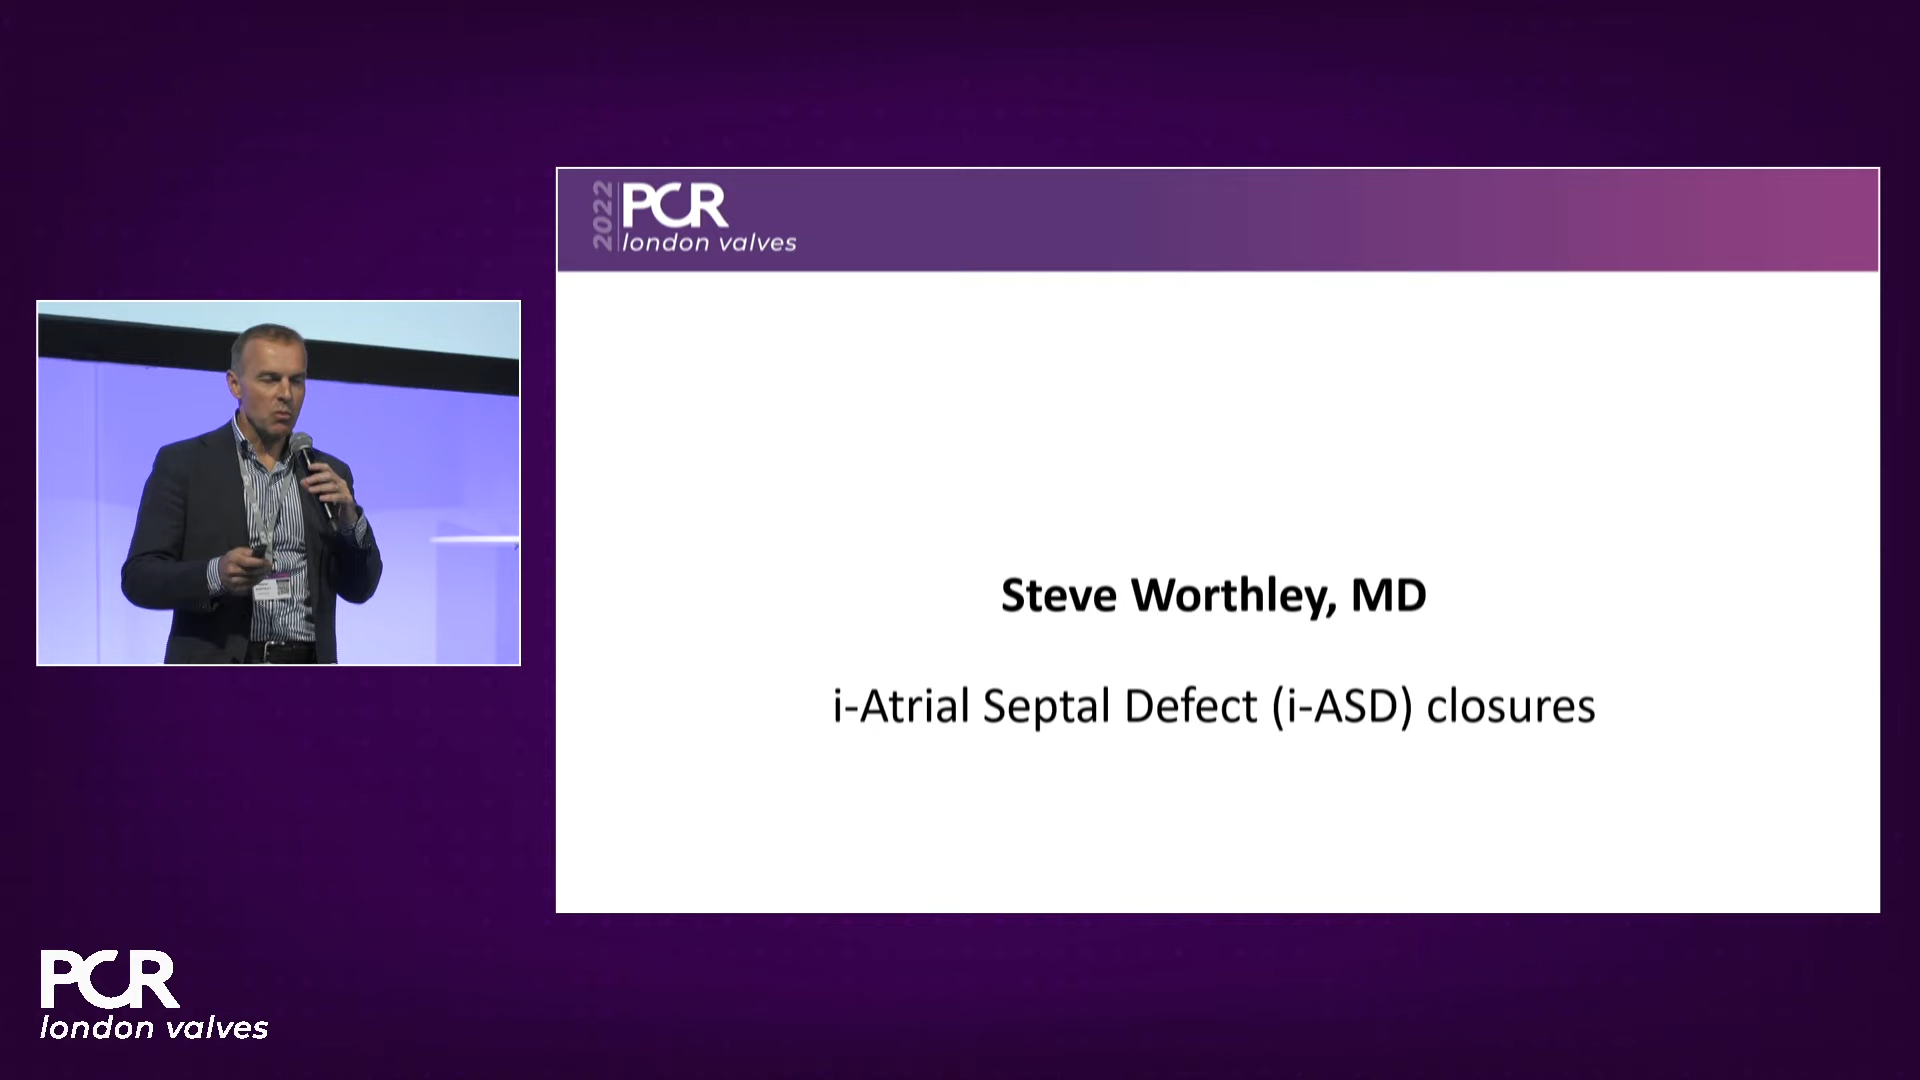 2022
PCR
london valves
Steve Worthley, MD
i-Atrial Septal Defect (i-ASD) closures
PCR
london valves